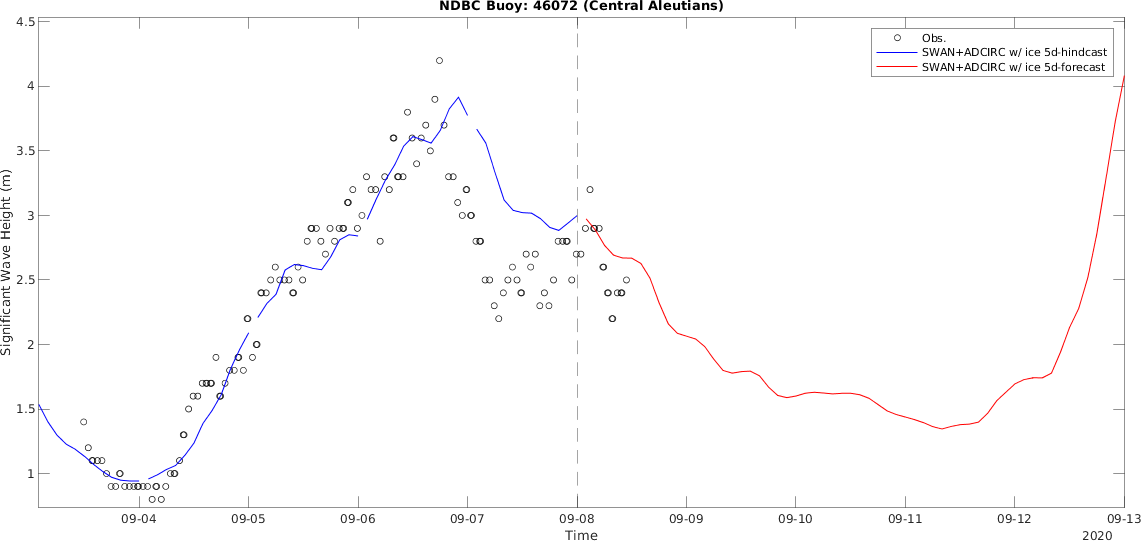 NDBC Buoy: 46072 (Central Aleutians)
Obs.
SWAN+ADCIRC w/ ice 5d-hindcast
SWAN+ADCIRC w/ ice 5d-forecast
Significant Wave Height (m)
4.5
4
3.5
3
2.5
2
1.5
1
09-04 09-05 09-06 09-07 09-08 09-09 09-10 09-11 09-12 09-13
Time
2020